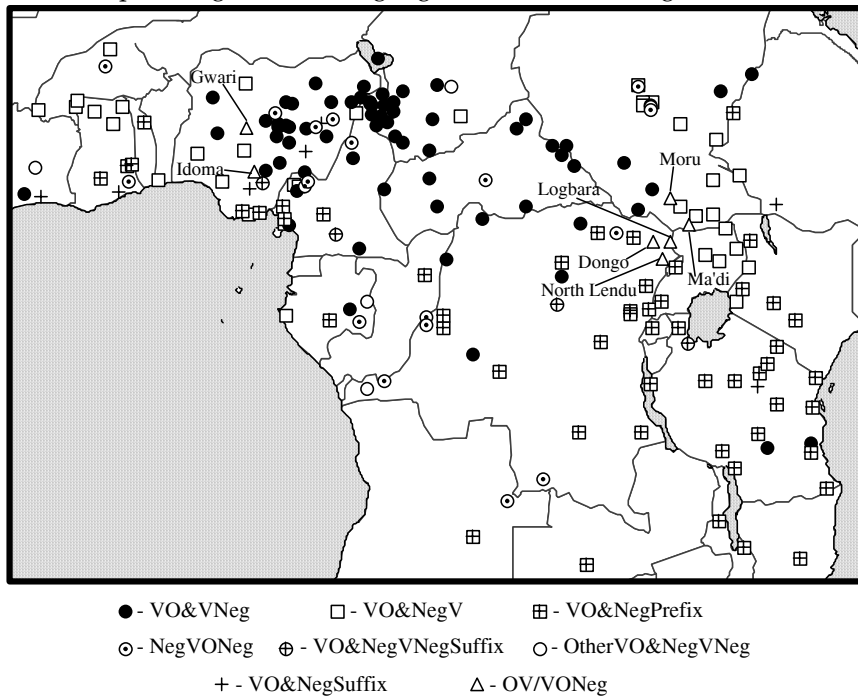 Gwari
Idoma
Moru
Logbara
Dongo
North Lendu
Ma'di
- VO&VNeg - VO&NegV - VO&NegPrefix
- NegVONeg - VO&NegVNegSuffix - OtherVO&NegVNeg
- VO&NegSuffix - OV/VONeg